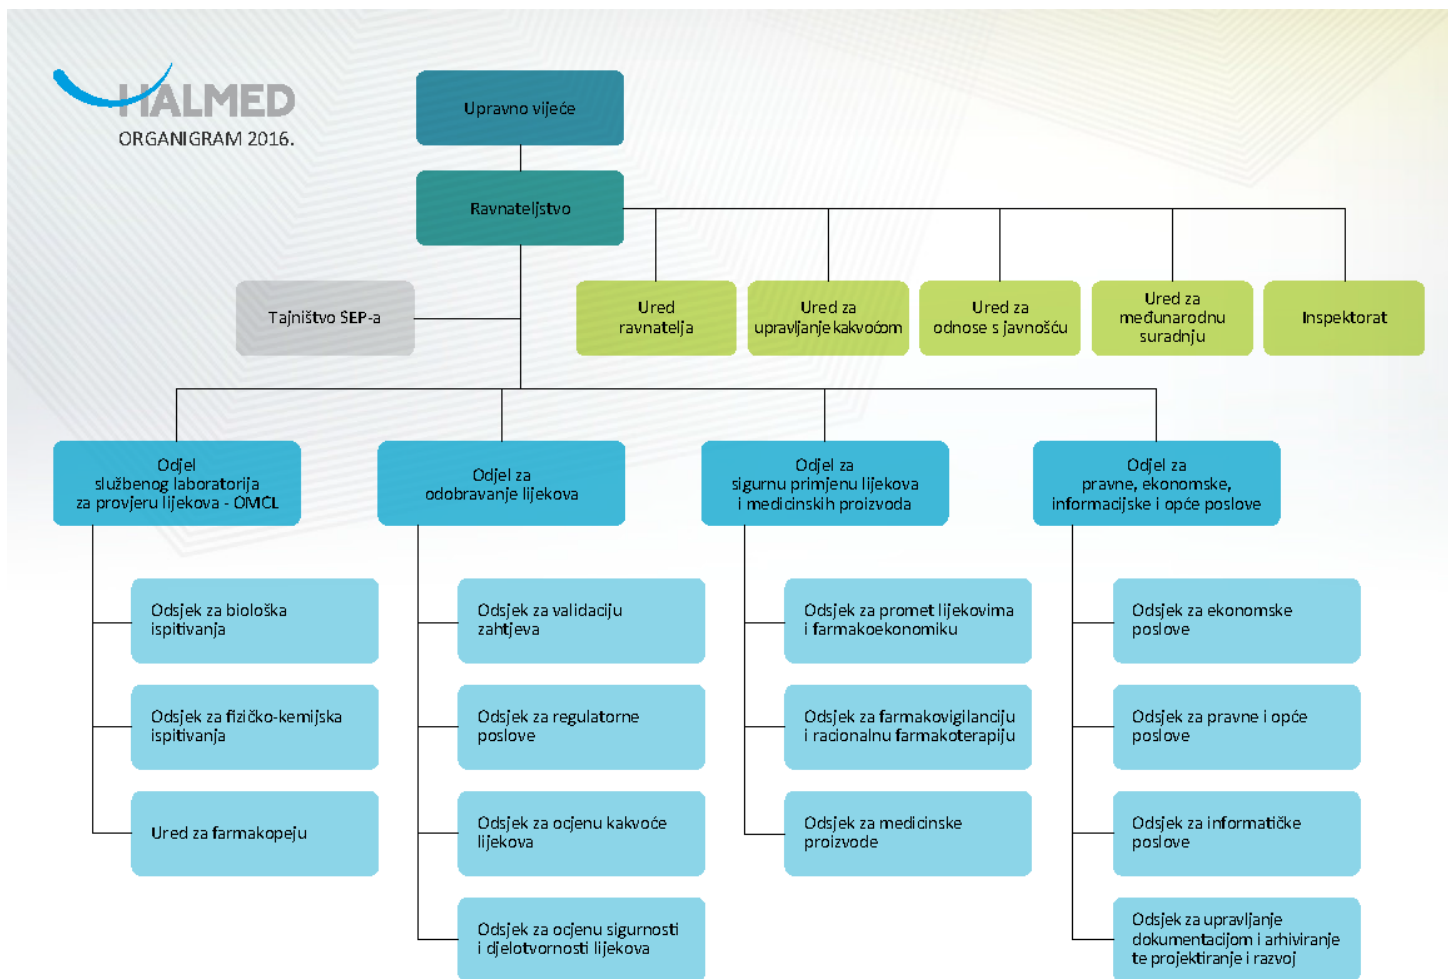 HALMED
ORGANIGRAM 2016.
Upravno vijeće
Ravnateljstvo
Tajništvo SEP-a
Ured
ravnatelja
Ured za
upravljanje kakvoćom
Ured za
odnose s javnošću
Ured za
međunarodnu
suradnju
Inspektorat
Odjel
službenog laboratorija
za provjeru lijekova - OMCL
Odjel za
odobravanje lijekova
Odjel za
sigurnu primjenu lijekova
i medicinskih proizvoda
Odjel za
pravne, ekonomske,
informacijske i opće poslove
Odsjek za biološka
ispitivanja
Odsjek za fizičko-kemijska
ispitivanja
Ured za farmakopeju
Odsjek za validaciju
zahtjeva
Odsjek za regulatorne
poslove
Odsjek za ocjenu kakvoće
lijekova
Odsjek za ocjenu sigurnosti
i djelotvornosti lijekova
Odsjek za promet lijekovima
i farmakoekonomiku
Odsjek za farmakovigilanciju
i racionalnu farmakoterapiju
Odsjek za medicinske
proizvode
Odsjek za ekonomske
poslove
Odsjek za pravne i opće
poslove
Odsjek za informatičke
poslove
Odsjek za upravljanje
dokumentacijom i arhiviranje
te projektiranje i razvoj